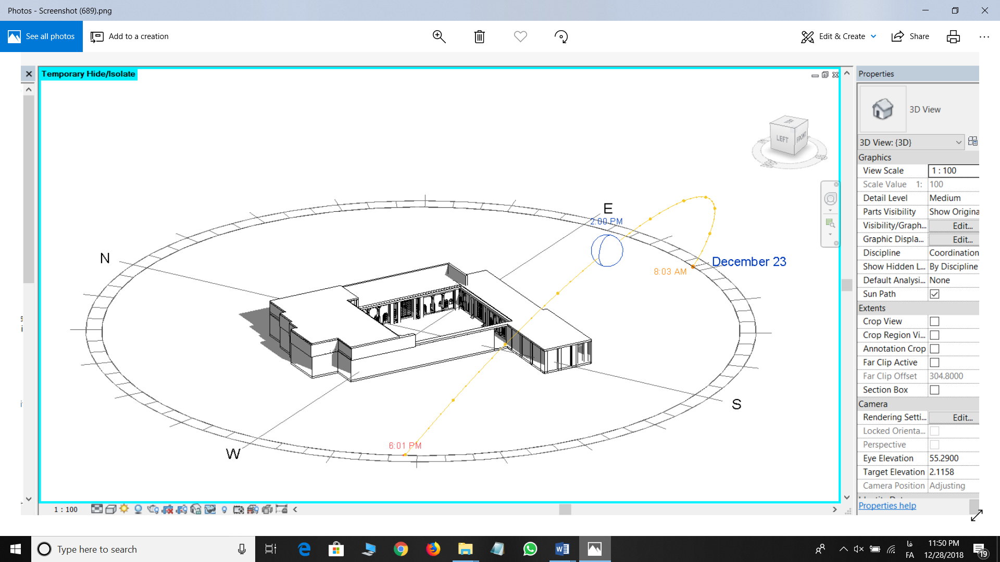 Photos - Screenshot (689).png
See all photos
Add to a creation
Edit & Create
Share
Temporary Hide/Isolate
Properties
3D View
LEFT
FRONT
3D View: {3D}
Graphics
View Scale 1 : 100
Scale Value 1: 100
Detail Level Medium
Parts Visibility Show Origina
Visibility/Graph... Edit...
Graphic Displa... Edit...
Discipline Coordination
Show Hidden L... By Discipline
Default Analysi... None
Sun Path
Extents
Crop View
Crop Region Vi...
Annotation Crop
Far Clip Active
Far Clip Offset 304.8000
Section Box
Camera
Rendering Setti... Edit...
Locked Orienta...
Perspective
Eye Elevation 55.2900
Target Elevation 2.1158
Camera Position Adjusting
Properties help
E
2:00 PM
N
December 23
8:03 AM
S
6:01 PM
W
1 : 100
Type here to search
فا
FA
11:50 PM
12/28/2018
19